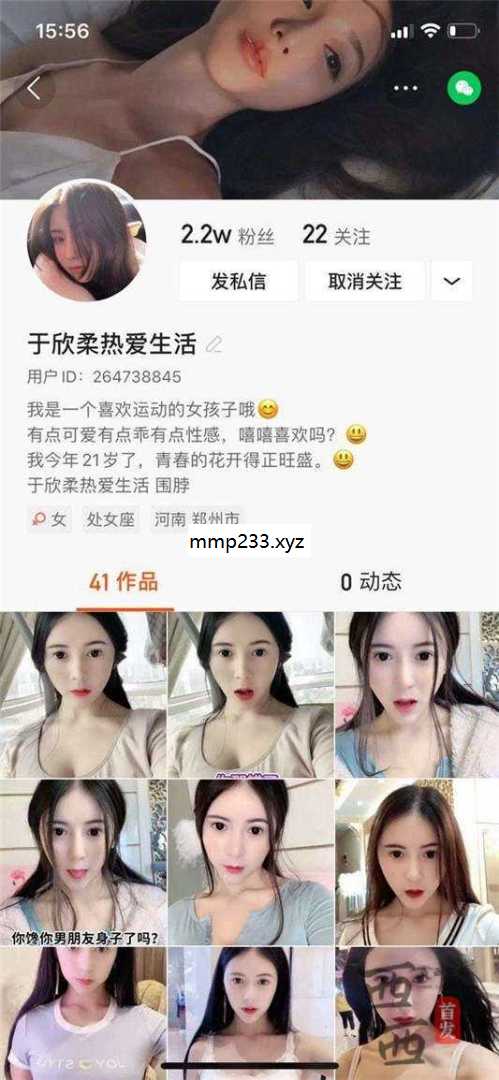 15:56
2.2w 粉丝 22 关注
发私信 取消关注
于欣柔热爱生活
用户 ID：264738845
我是一个喜欢运动的女孩子哦😊
有点可爱有点乖有点性感，嘻嘻喜欢吗？😃
我今年21岁了，青春的花开得正旺盛。😃
于欣柔热爱生活 围脖
女 处女座 河南 郑州市
mmp233.xyz
41 作品 0 动态
你馋你男朋友身子了吗?
西西
首发